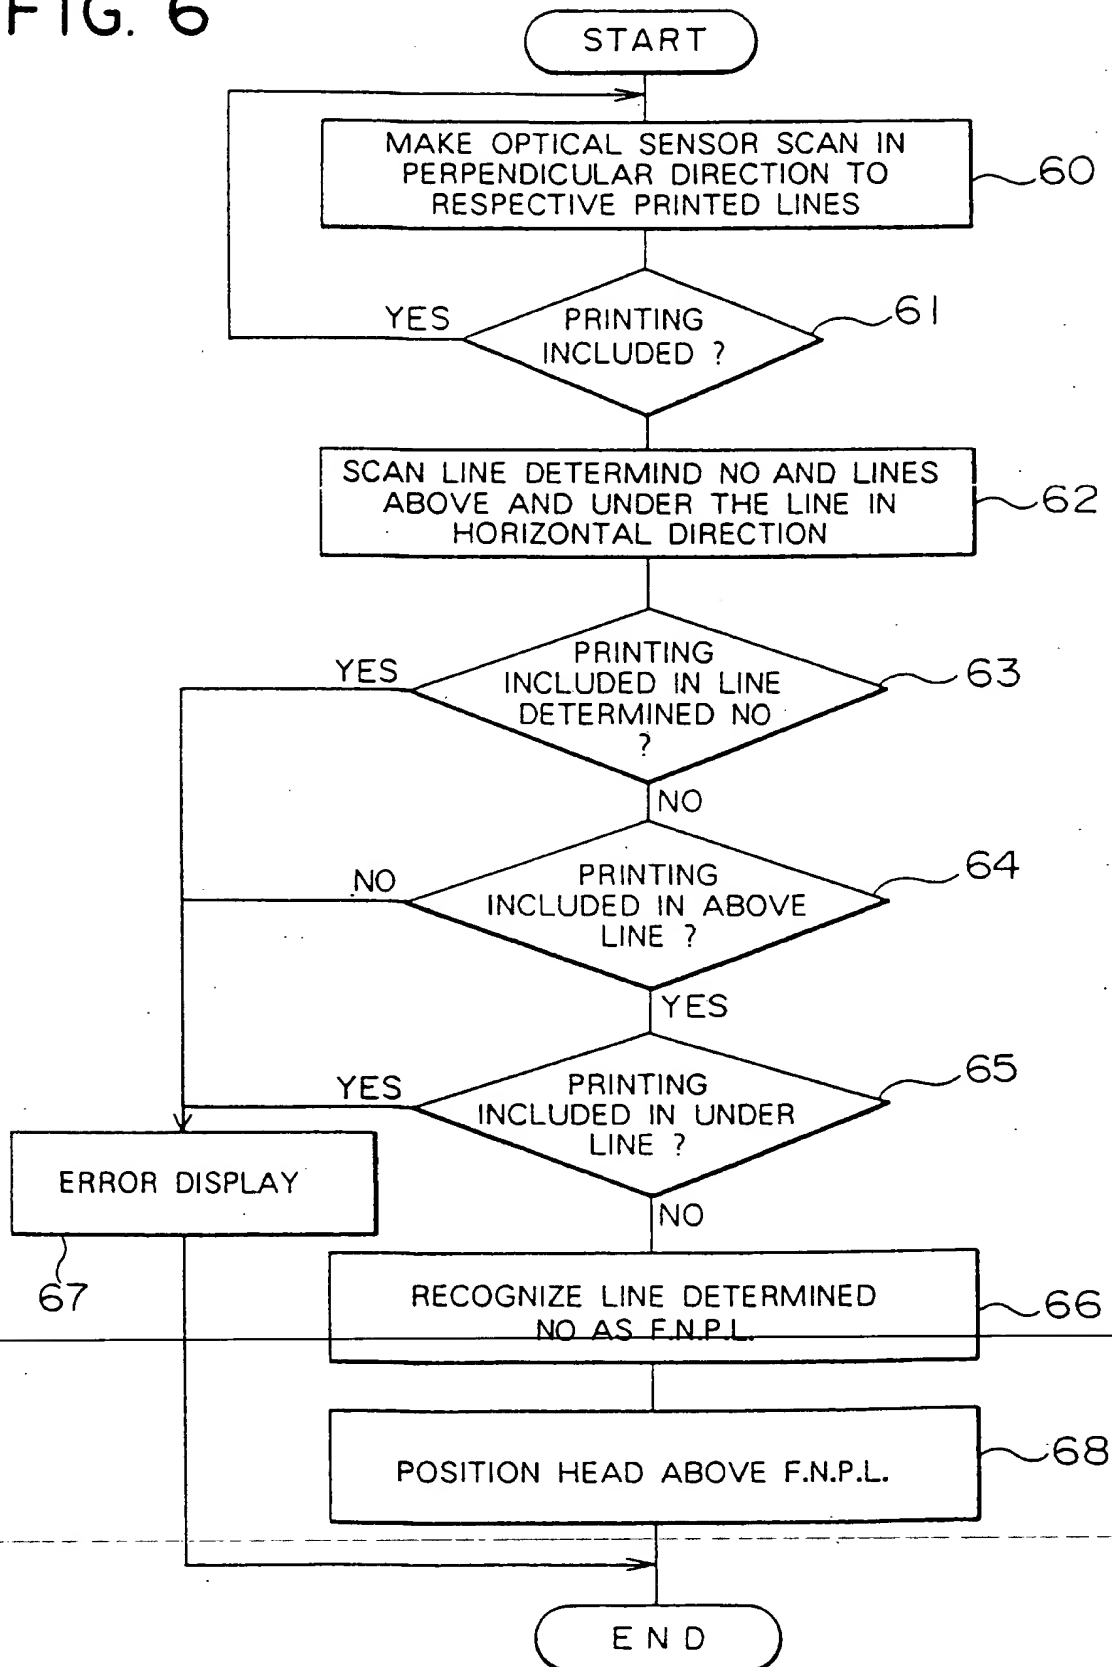 FIG. 6
START
MAKE OPTICAL SENSOR SCAN IN
PERPENDICULAR DIRECTION TO
RESPECTIVE PRINTED LINES
60
YES
PRINTING
INCLUDED ?
61
SCAN LINE DETERMIND NO AND LINES
ABOVE AND UNDER THE LINE IN
HORIZONTAL DIRECTION
62
YES
PRINTING
INCLUDED IN LINE
DETERMINED NO
?
63
NO
NO
PRINTING
INCLUDED IN ABOVE
LINE ?
64
YES
YES
PRINTING
INCLUDED IN UNDER
LINE ?
65
ERROR DISPLAY
67
NO
RECOGNIZE LINE DETERMINED
NO AS F.N.P.L.
66
POSITION HEAD ABOVE F.N.P.L.
68
END